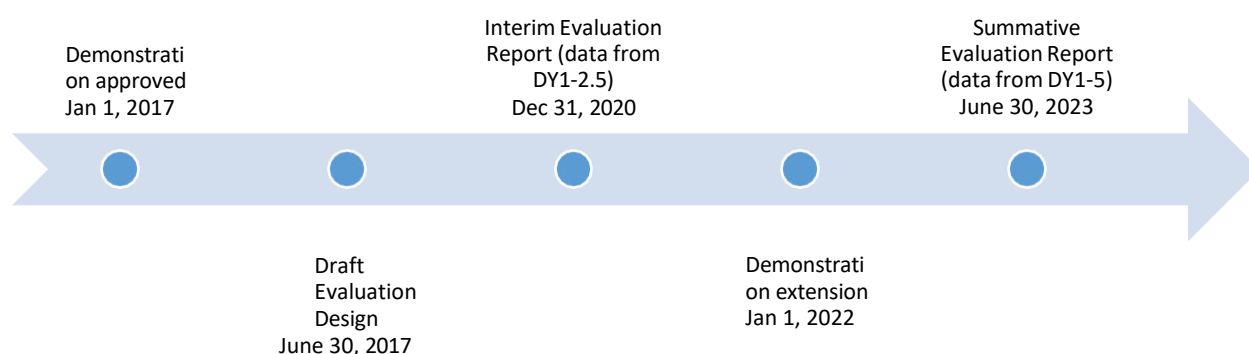 Demonstrati
on approved
Jan 1, 2017
Draft
Evaluation
Design
June 30, 2017
Interim Evaluation
Report (data from
DY1-2.5)
Dec 31, 2020
Demonstrati
on extension
Jan 1, 2022
Summative
Evaluation Report
(data from DY1-5)
June 30, 2023